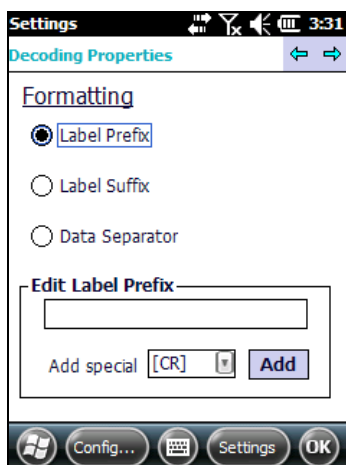 Settings 3:31
Decoding Properties
Formatting
Label Prefix
Label Suffix
Data Separator
Edit Label Prefix
Add special [CR] Add
Config... Settings OK